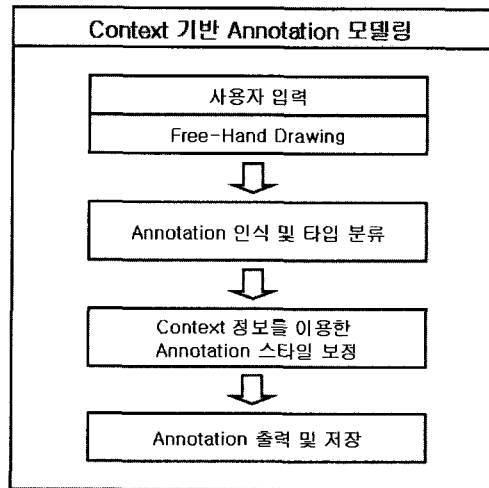 Context 기반 Annotation 모델링
사용자 입력
Free-Hand Drawing
Annotation 인식 및 타입 분류
Context 정보를 이용한
Annotation 스타일 보정
Annotation 출력 및 저장